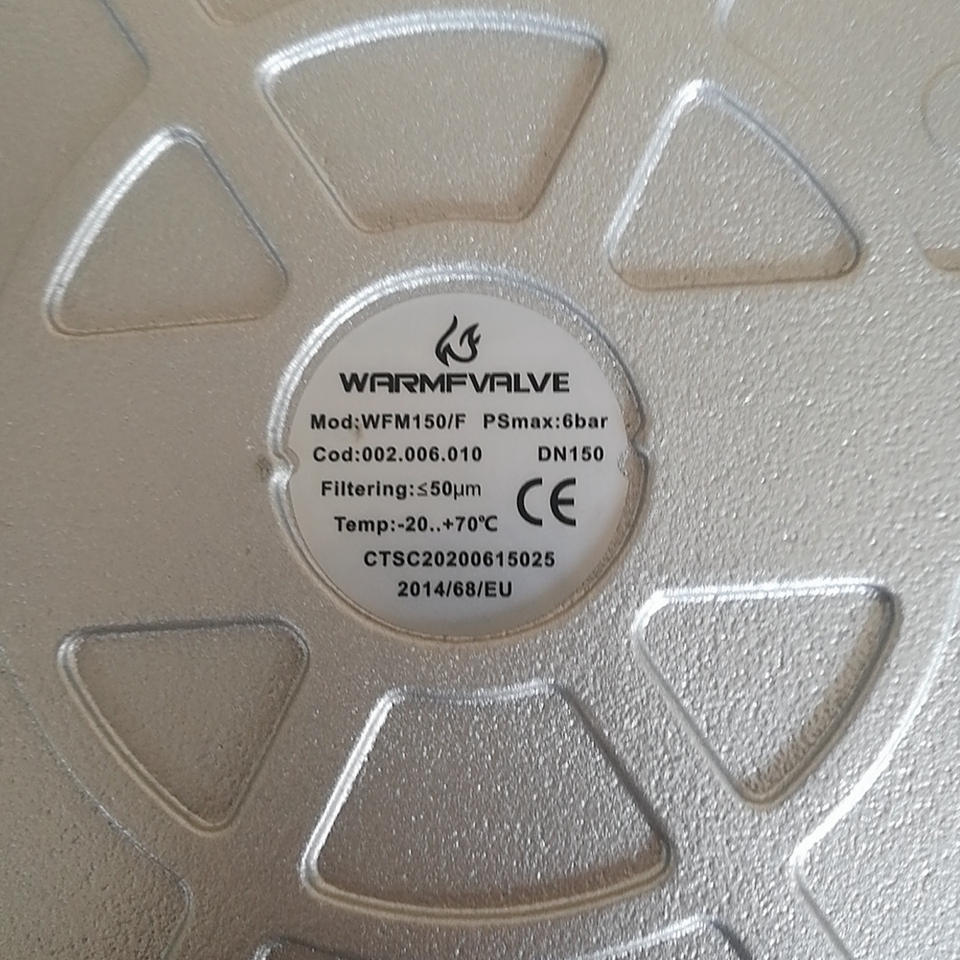 WARMFVALVE
Mod:WFM150/F PSmax:6bar
Cod:002.006.010 DN150
Filtering:≤50μm CE
Temp:-20..+70℃
CTSC20200615025
2014/68/EU